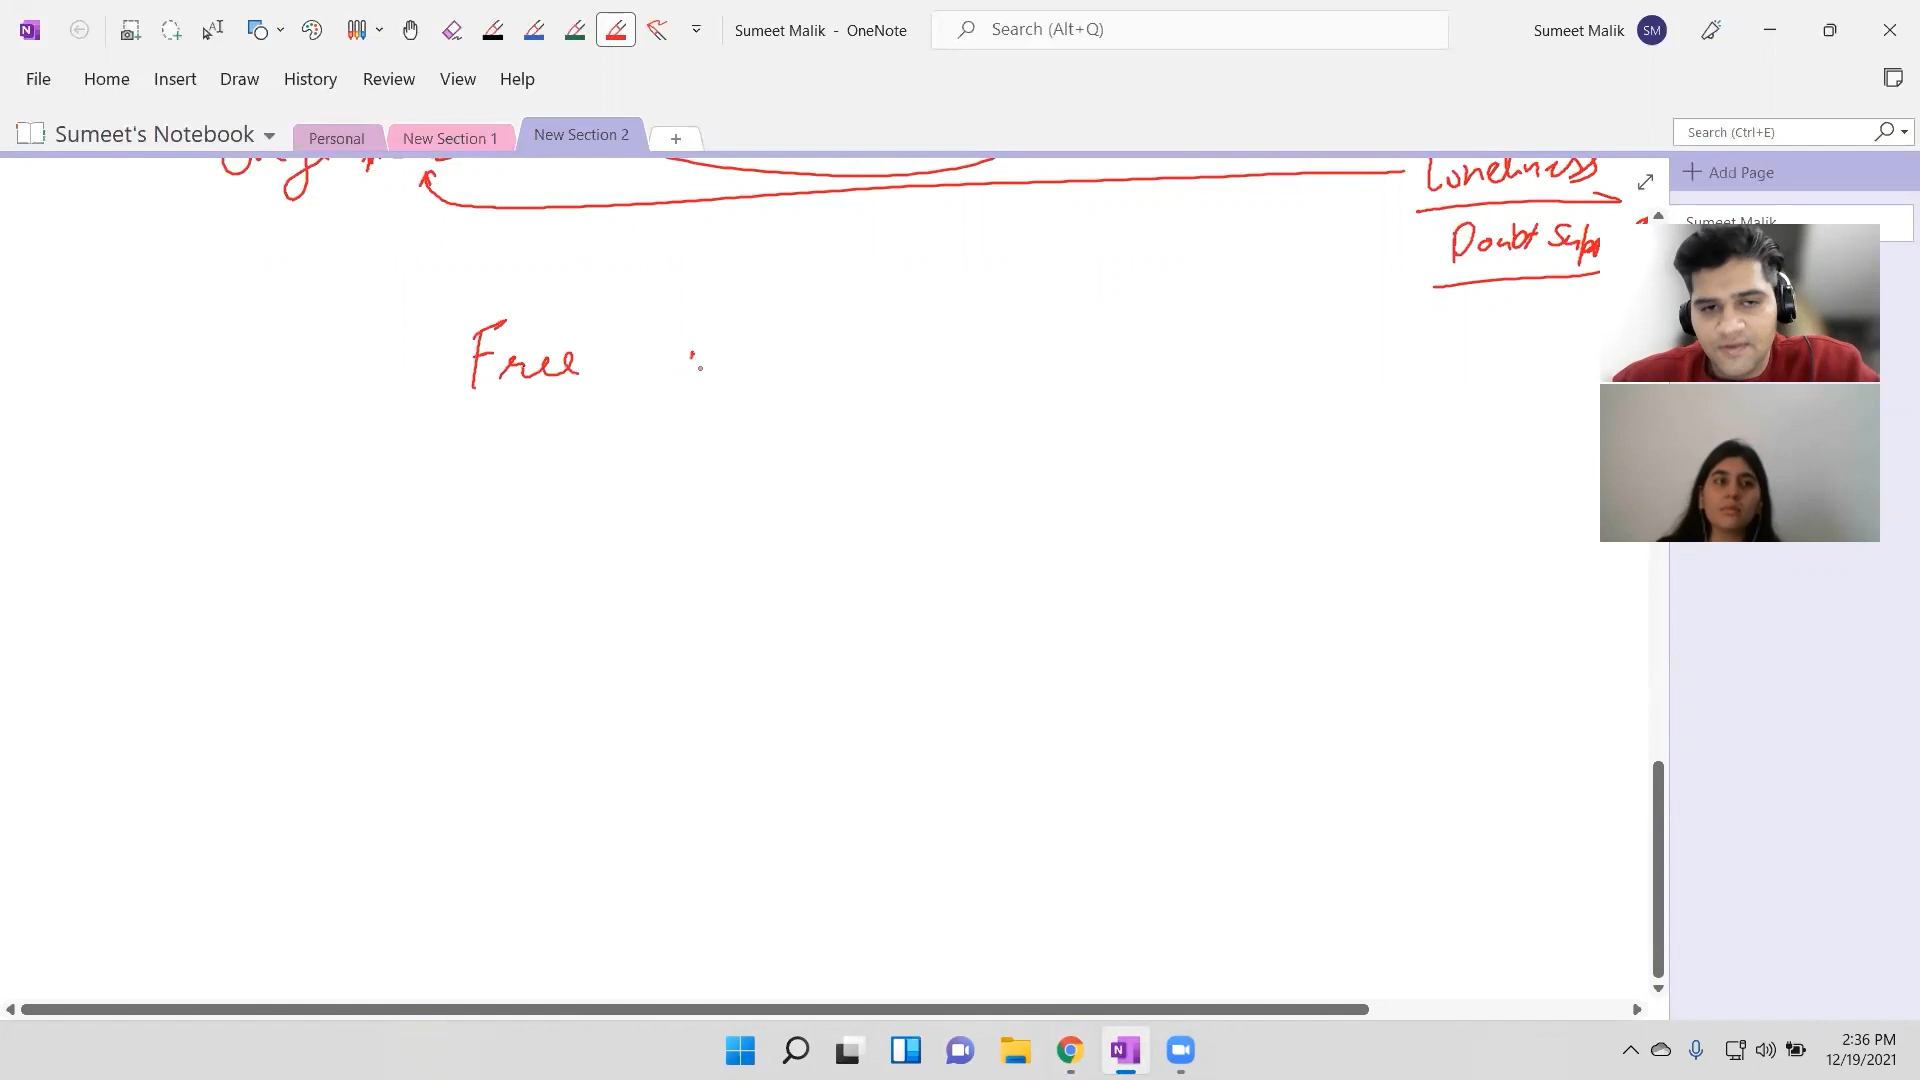 Sumeet Malik - OneNote
Search (Alt+Q)
Sumeet Malik
SM
File Home Insert Draw History Review View Help
Sumeet's Notebook
Personal
New Section 1
New Section 2
Search (Ctrl+E)
Add Page
Sumeet Malik
Loneliness
Doubt
Free
2:36 PM
12/19/2021